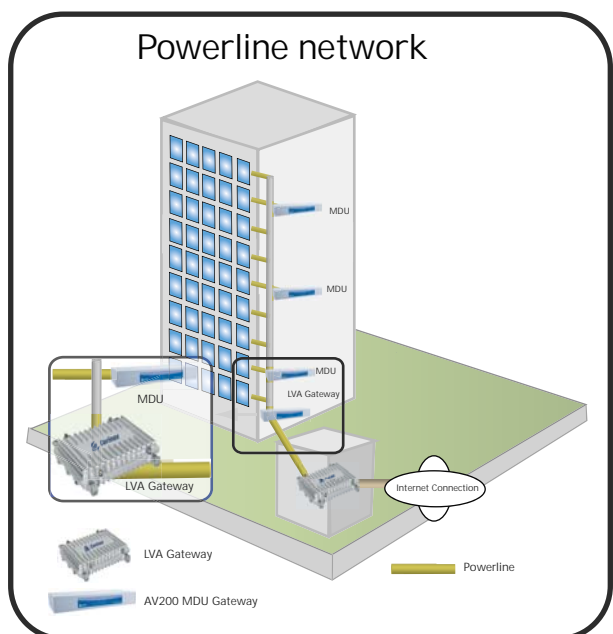 Powerline network
MDU
MDU
MDU
LVA Gateway
MDU
LVA Gateway
Internet Connection
LVA Gateway
Powerline
AV200 MDU Gateway